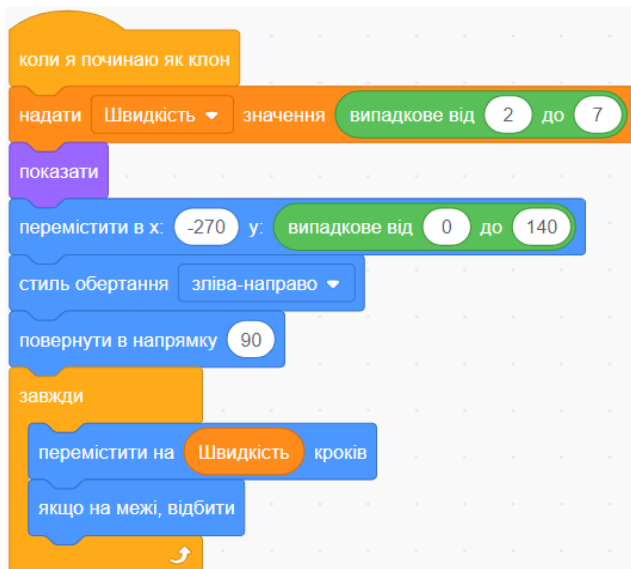 коли я починаю як клон
надати Швидкість значення випадкове від 2 до 7
показати
перемістити в x: -270 y: випадкове від 0 до 140
стиль обертання зліва-направо
повернути в напрямку 90
завжди
перемістити на Швидкість кроків
якщо на межі, відбити